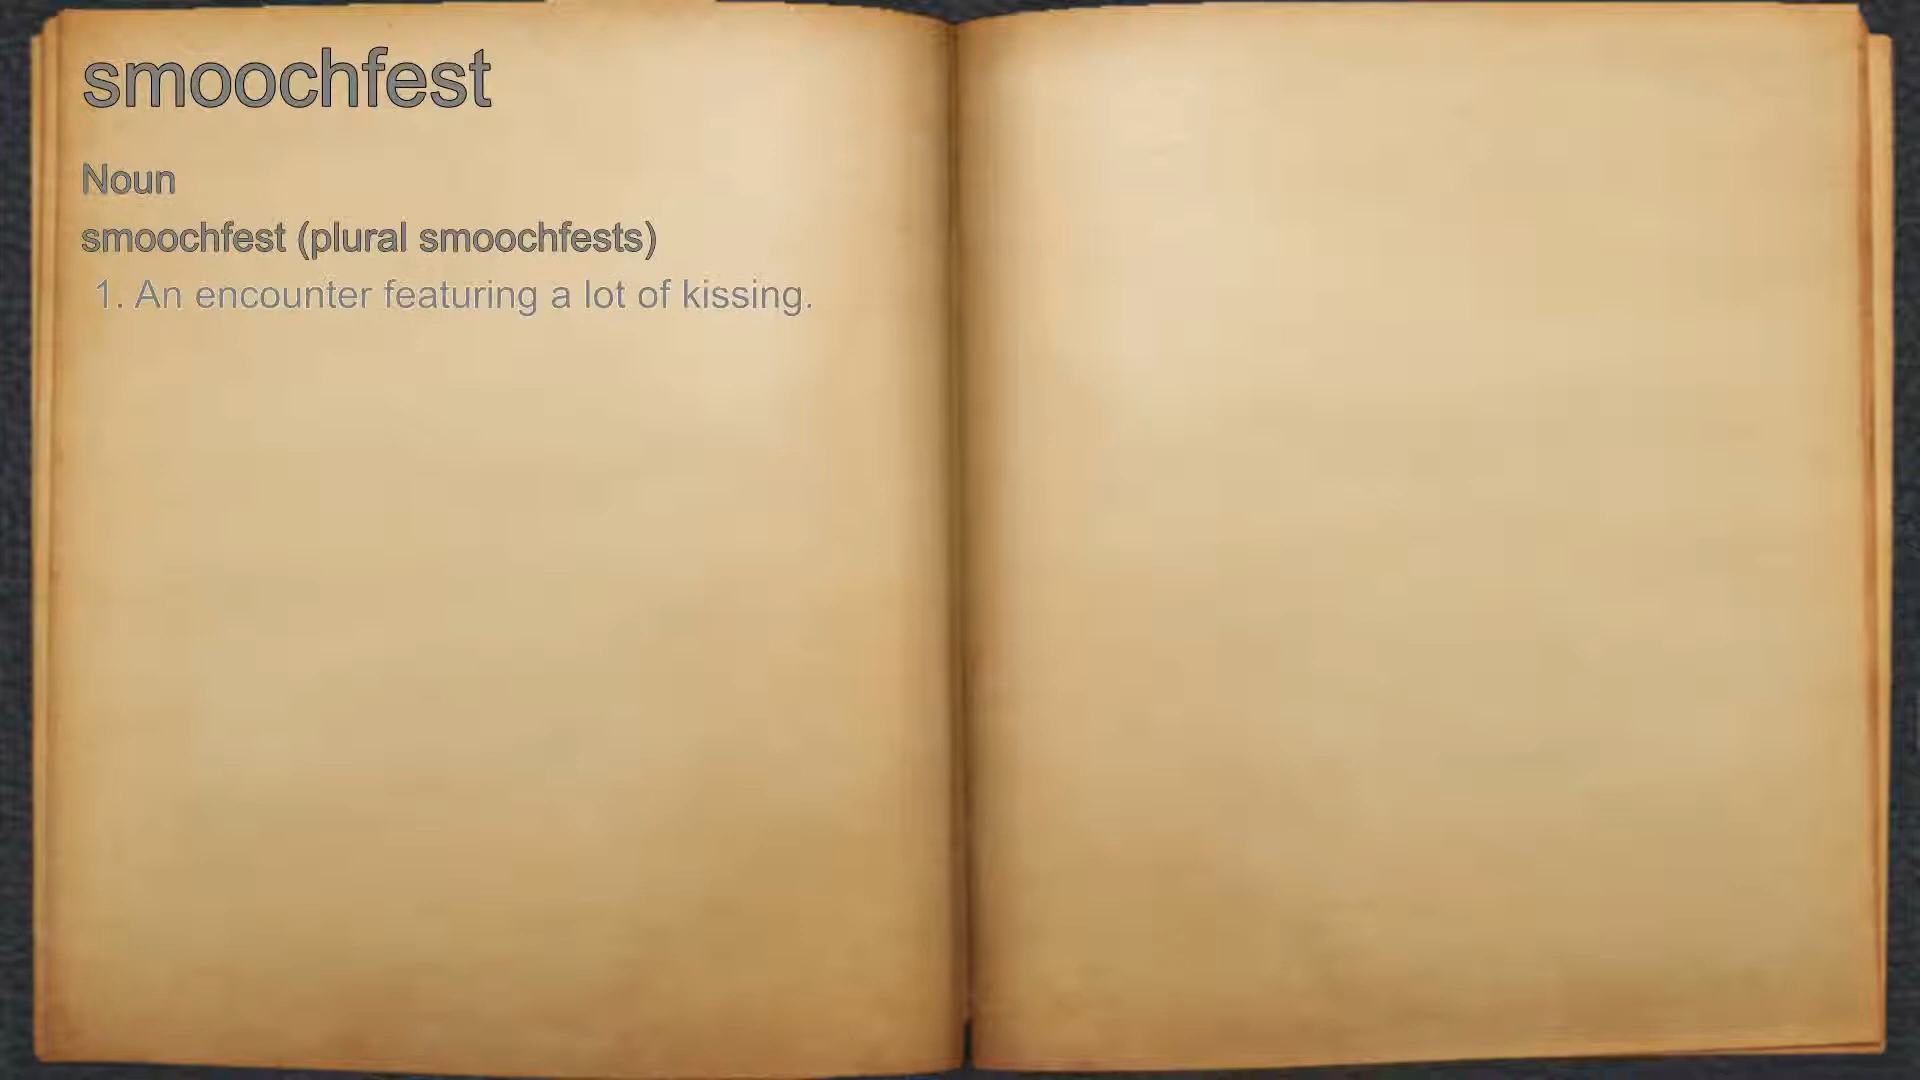 smoochfest
Noun
smoochfest (plural smoochfests)
1. An encounter featuring a lot of kissing.